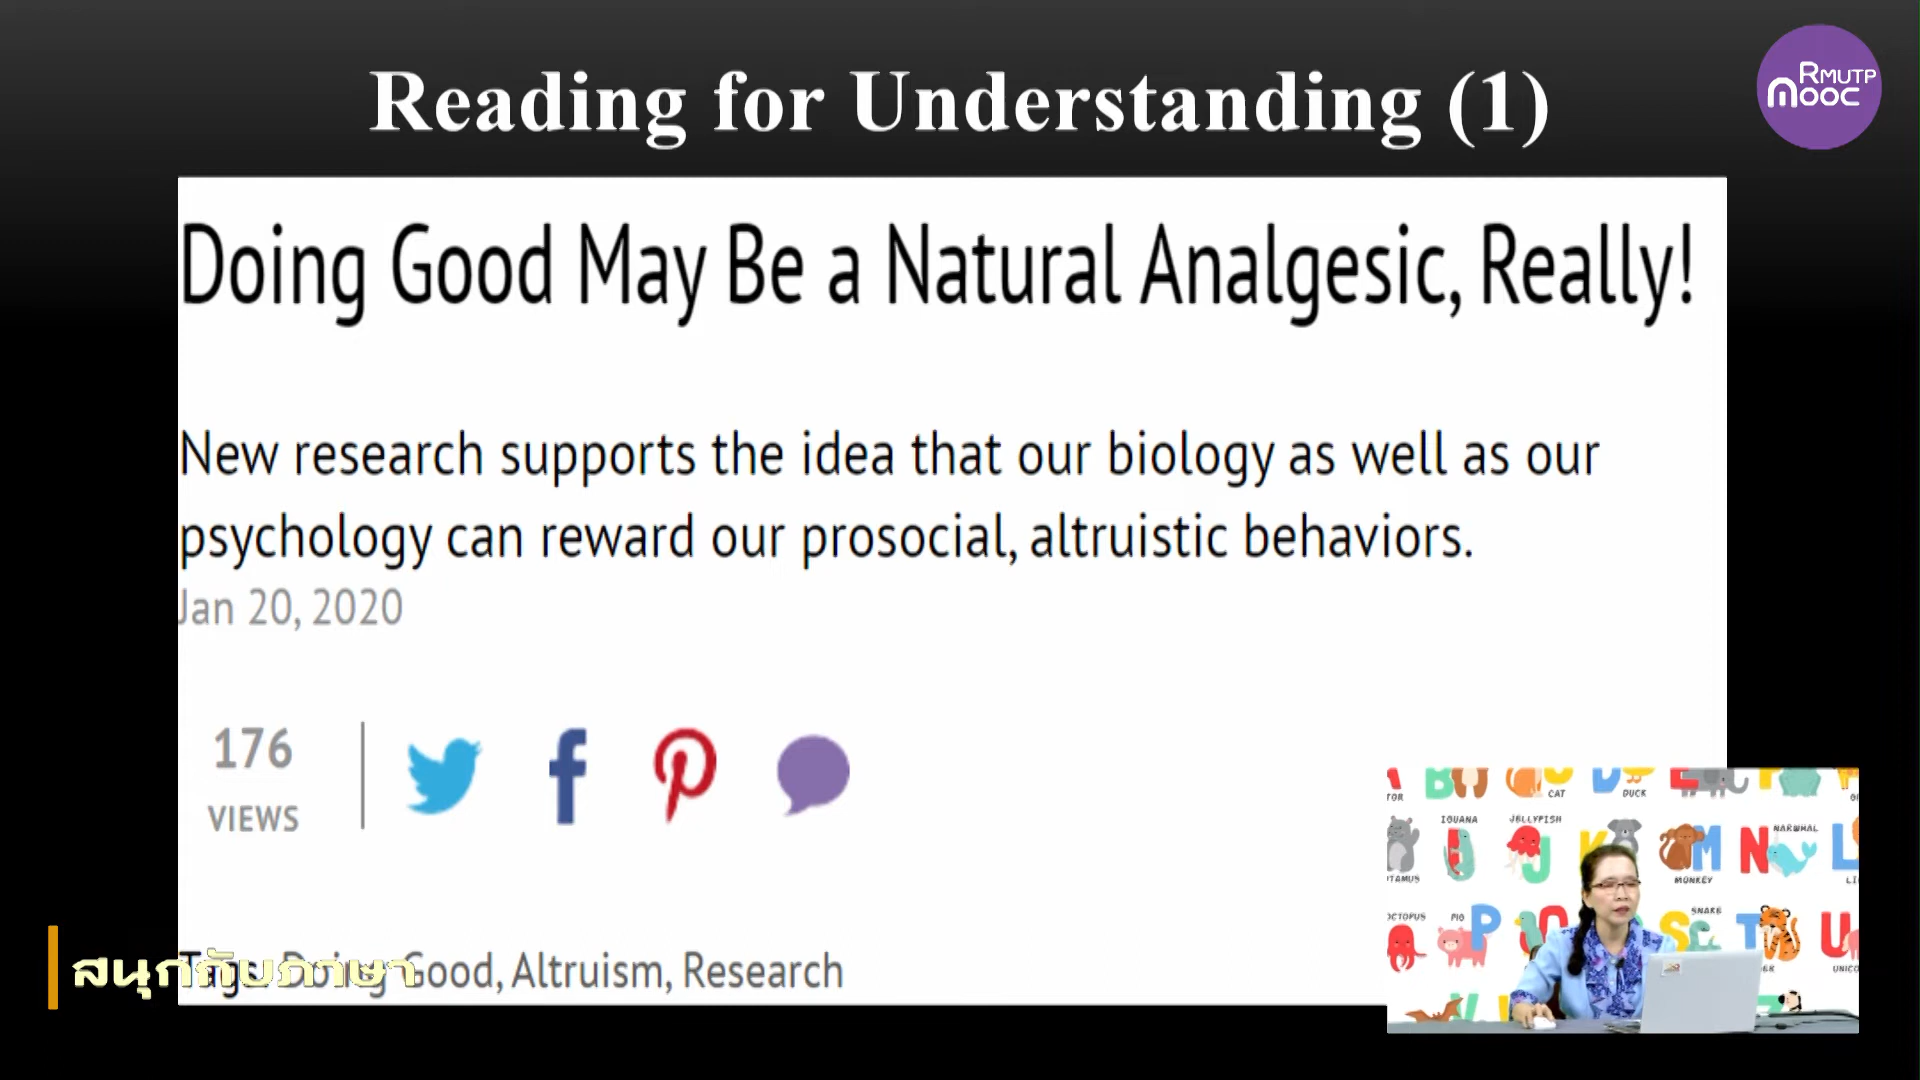 Reading for Understanding (1)
RMUTP
mooc
Doing Good May Be a Natural Analgesic, Really!
New research supports the idea that our biology as well as our
psychology can reward our prosocial, altruistic behaviors.
Jan 20, 2020
176
VIEWS
Tags: Doing Good, Altruism, Research
สนุกกับภาษา
CAT
DUCK
IGUANA
JELLYFISH
NARWHAL
MONKEY
OCTOPUS
PIG
SNAKE